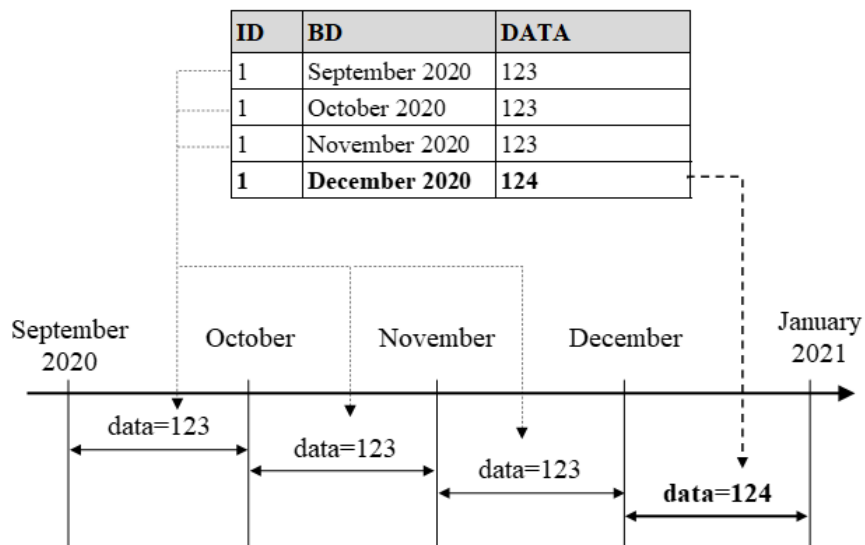 ID BD DATA
1 September 2020 123
1 October 2020 123
1 November 2020 123
1 December 2020 124
September 2020 October November December January 2021
data=123
data=123
data=123
data=124